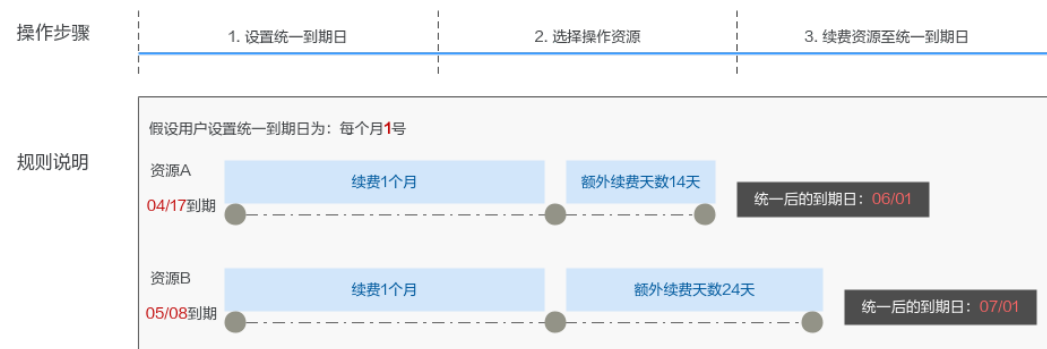 操作步骤
1. 设置统一到期日
2. 选择操作资源
3. 续费资源至统一到期日
规则说明
假设用户设置统一到期日为：每个月1号
资源A
续费1个月
额外续费天数14天
04/17到期
统一后的到期日：06/01
资源B
续费1个月
额外续费天数24天
05/08到期
统一后的到期日：07/01